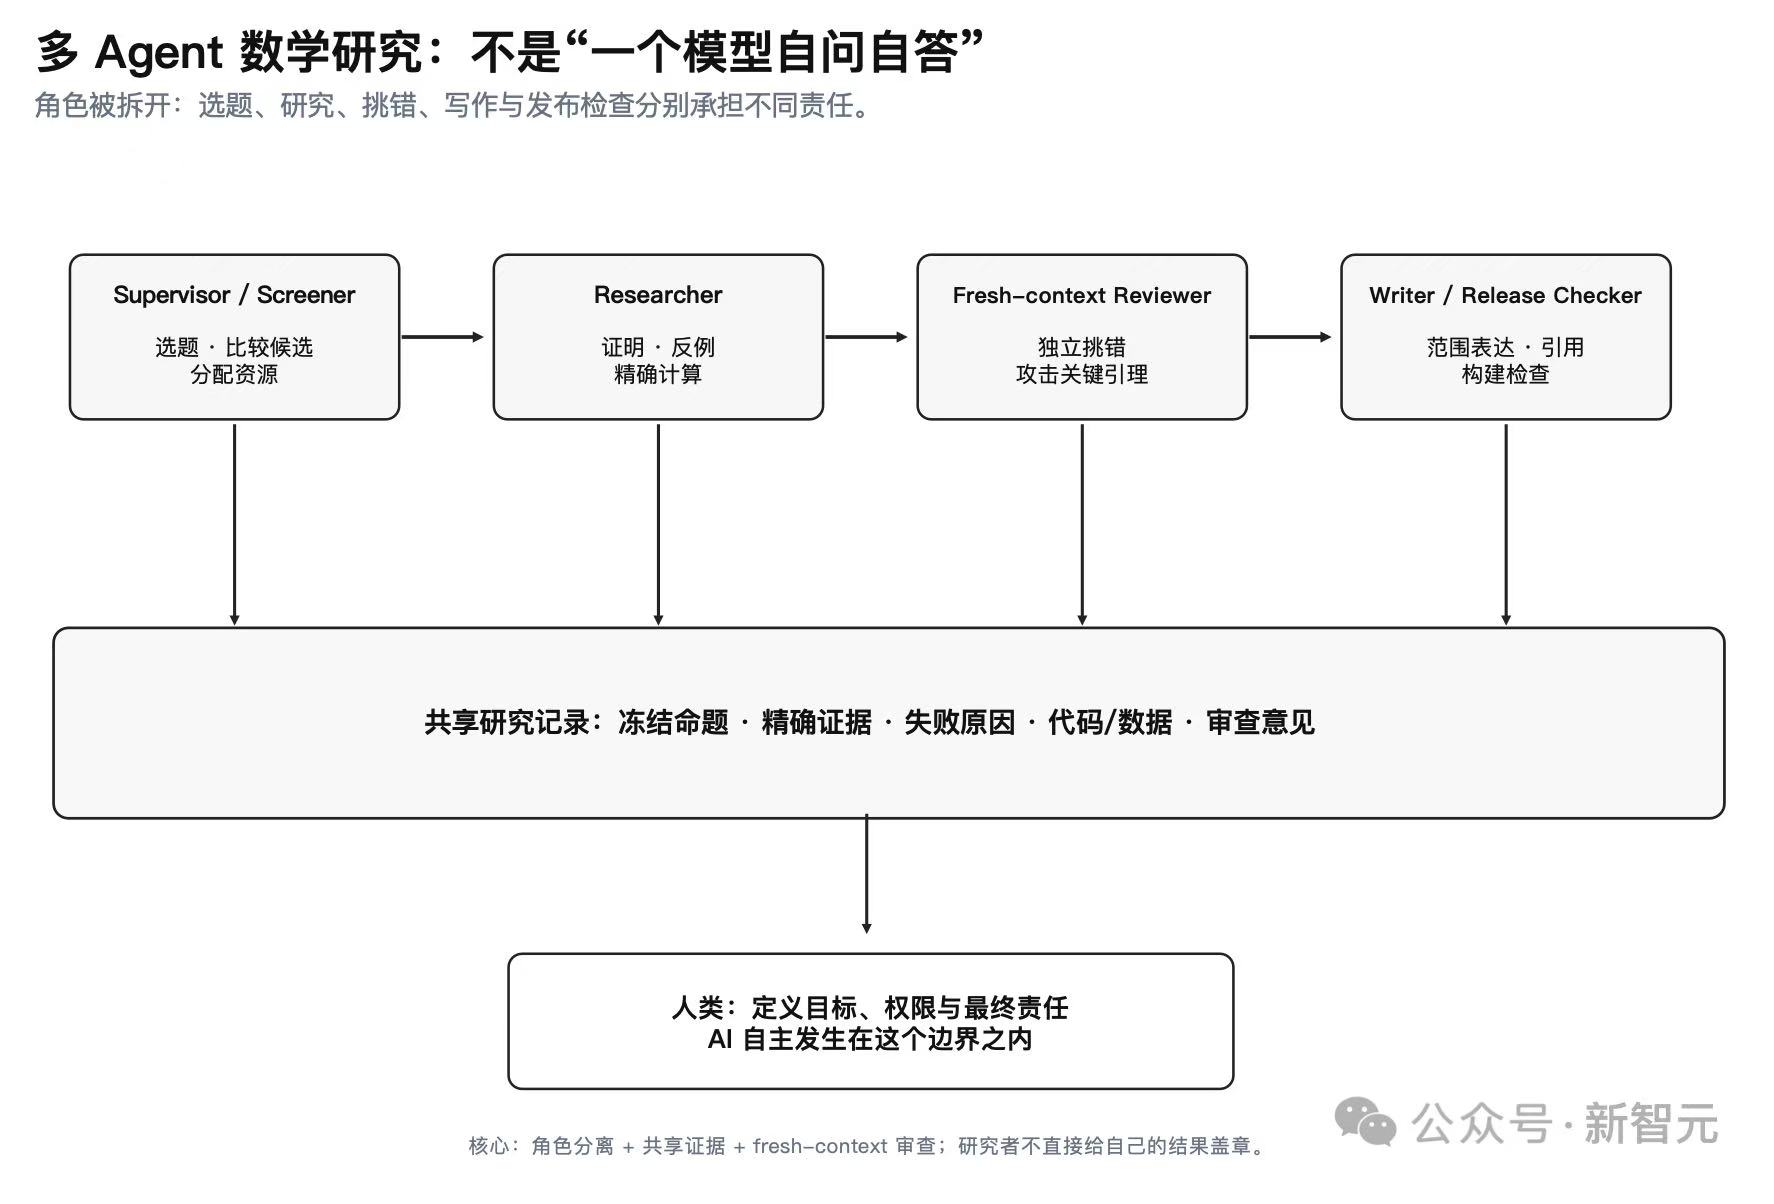 多 Agent 数学研究：不是“一个模型自问自答”
角色被拆开：选题、研究、挑错、写作与发布检查分别承担不同责任。
Supervisor / Screener
选题 · 比较候选
分配资源
Researcher
证明 · 反例
精确计算
Fresh-context Reviewer
独立挑错
攻击关键引理
Writer / Release Checker
范围表达 · 引用
构建检查
共享研究记录：冻结命题 · 精确证据 · 失败原因 · 代码/数据 · 审查意见
人类：定义目标、权限与最终责任
AI 自主发生在这个边界之内
核心：角色分离 + 共享证据 + fresh-context 审查；研究者不直接给自己的结果盖章。
公众号·新智元